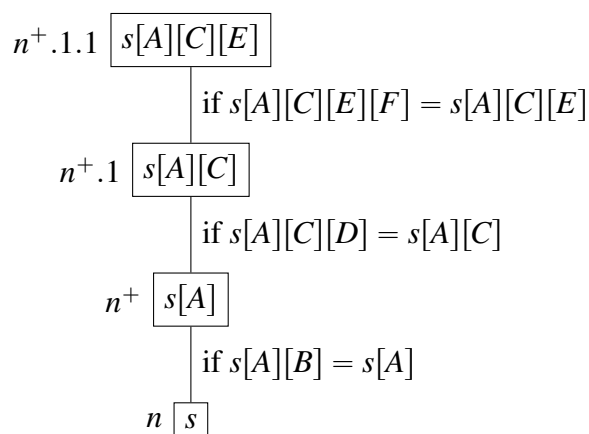 n⁺.1.1 s[A][C][E]
if s[A][C][E][F] = s[A][C][E]
n⁺.1 s[A][C]
if s[A][C][D] = s[A][C]
n⁺ s[A]
if s[A][B] = s[A]
n s